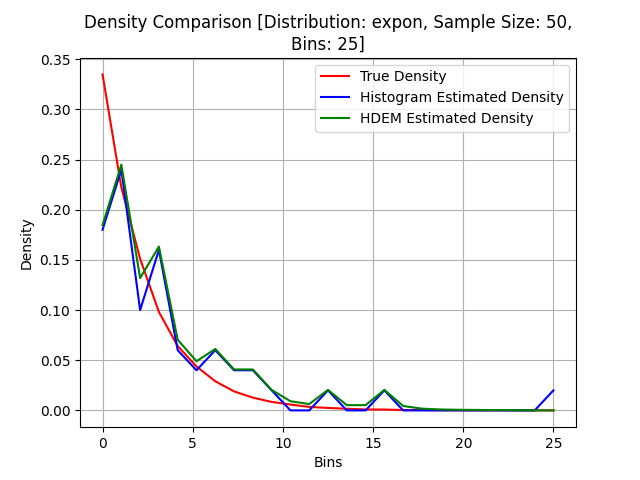 Density Comparison [Distribution: expon, Sample Size: 50,
Bins: 25]
True Density
Histogram Estimated Density
HDEM Estimated Density
Density
0.35
0.30
0.25
0.20
0.15
0.10
0.05
0.00
0 5 10 15 20 25
Bins